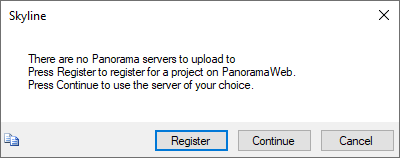 Skyline
There are no Panorama servers to upload to
Press Register to register for a project on PanoramaWeb.
Press Continue to use the server of your choice.
Register
Continue
Cancel